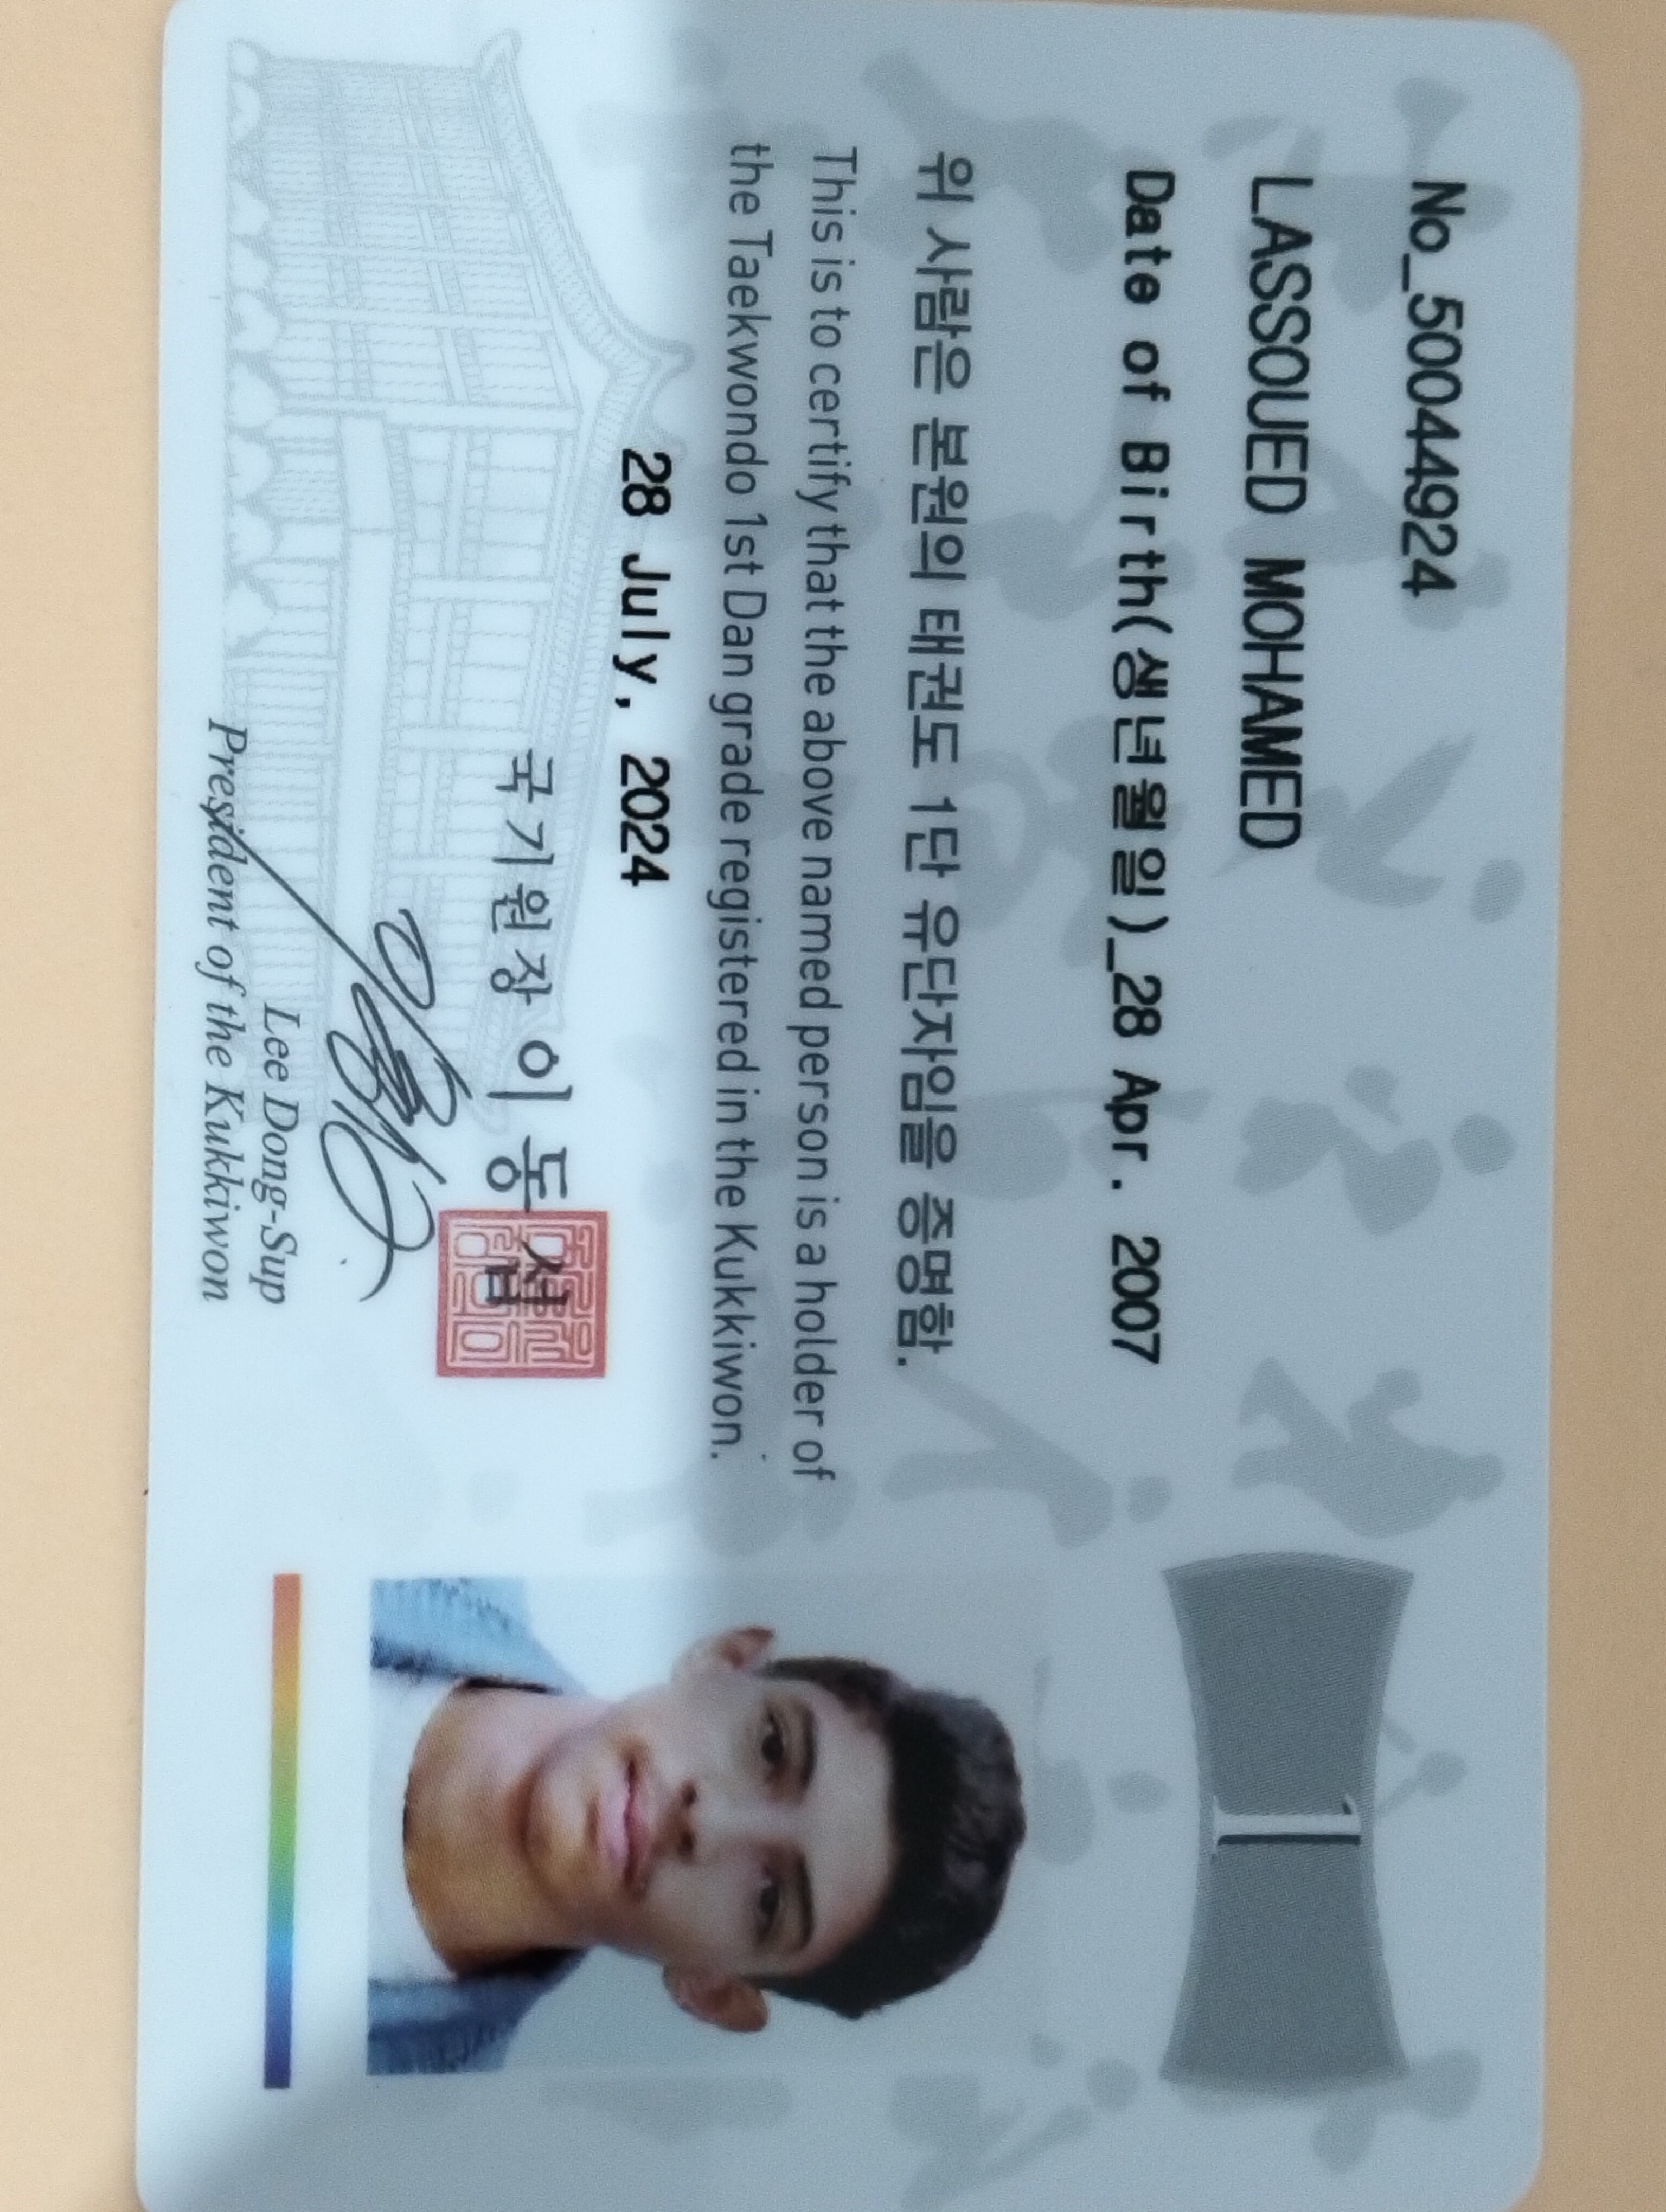 No_50044924
LASSOUED MOHAMED
Date of Birth(생년월일)_28 Apr. 2007
위 사람은 본원의 태권도 1단 유단자임을 증명함.
This is to certify that the above named person is a holder of
the Taekwondo 1st Dan grade registered in the Kukkiwon.
28 July, 2024
국기원장 이동섭
Lee Dong-Sup
President of the Kukkiwon
1